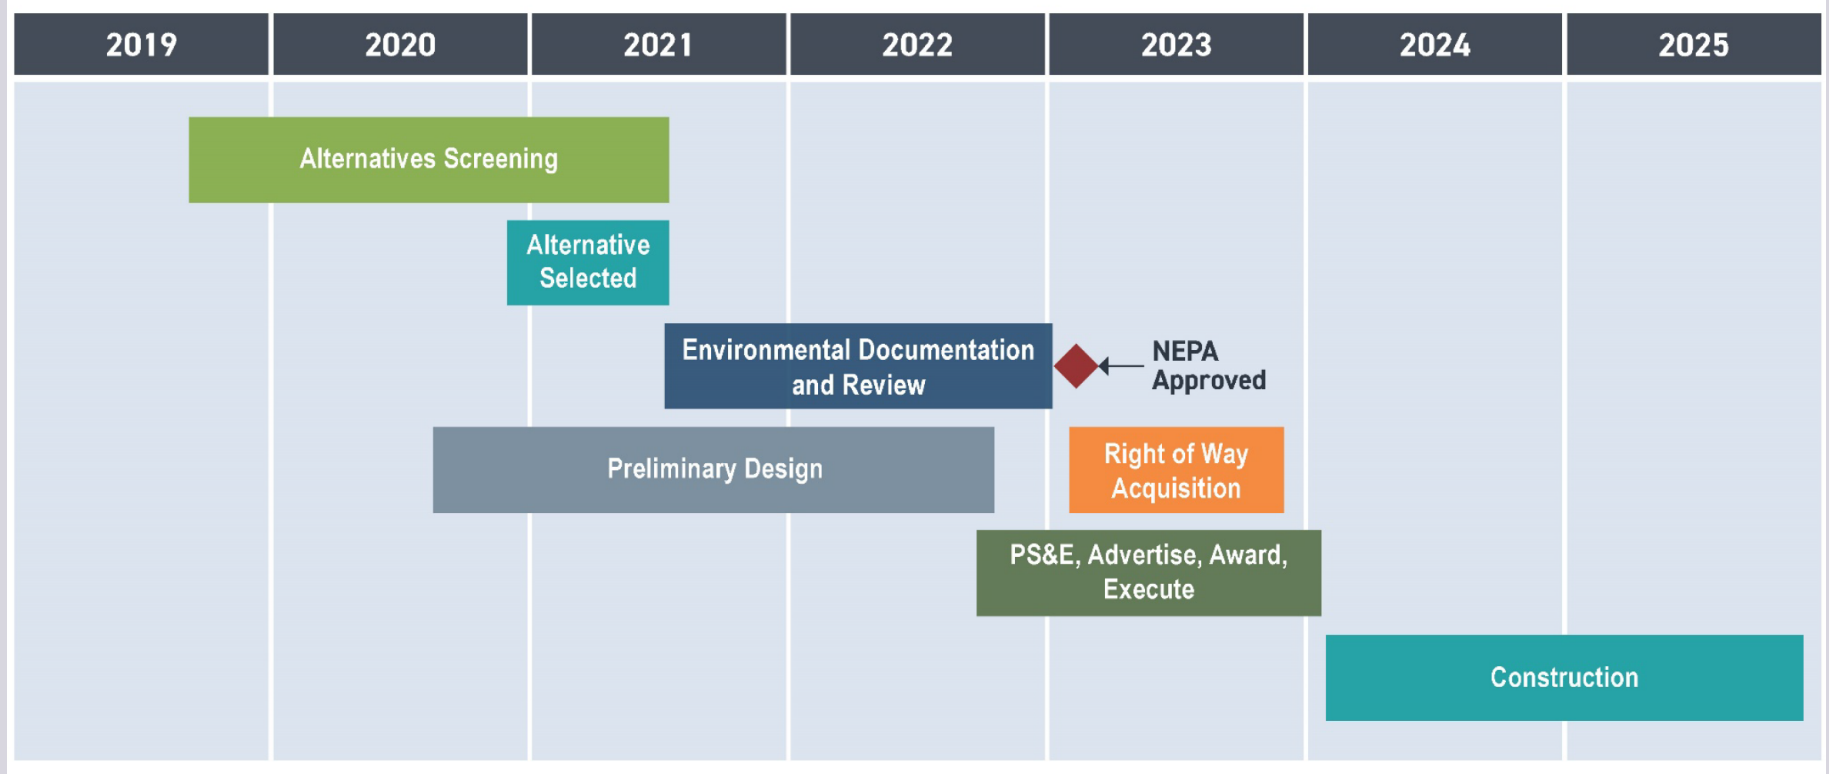 2019 2020 2021 2022 2023 2024 2025
Alternatives Screening
Alternative
Selected
Environmental Documentation
and Review
NEPA
Approved
Preliminary Design
Right of Way
Acquisition
PS&E, Advertise, Award,
Execute
Construction